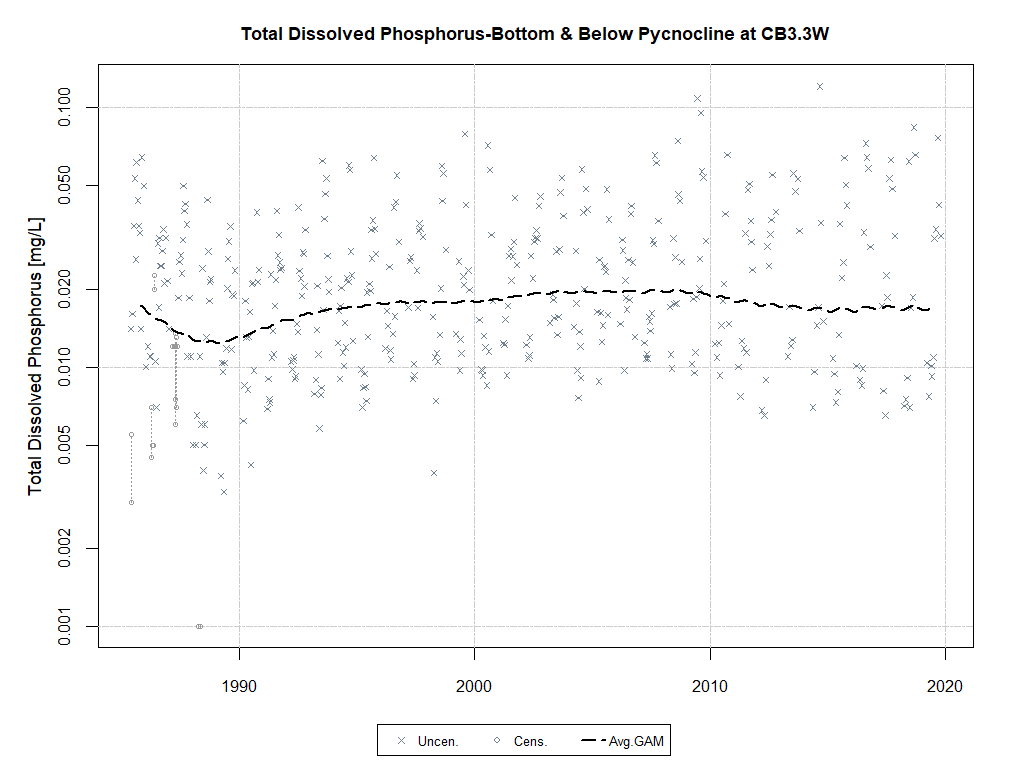 Total Dissolved Phosphorus-Bottom & Below Pycnocline at CB3.3W
Total Dissolved Phosphorus [mg/L]
0.100
0.050
0.020
0.010
0.005
0.002
0.001
1990 2000 2010 2020
Uncen. Cens. Avg.GAM